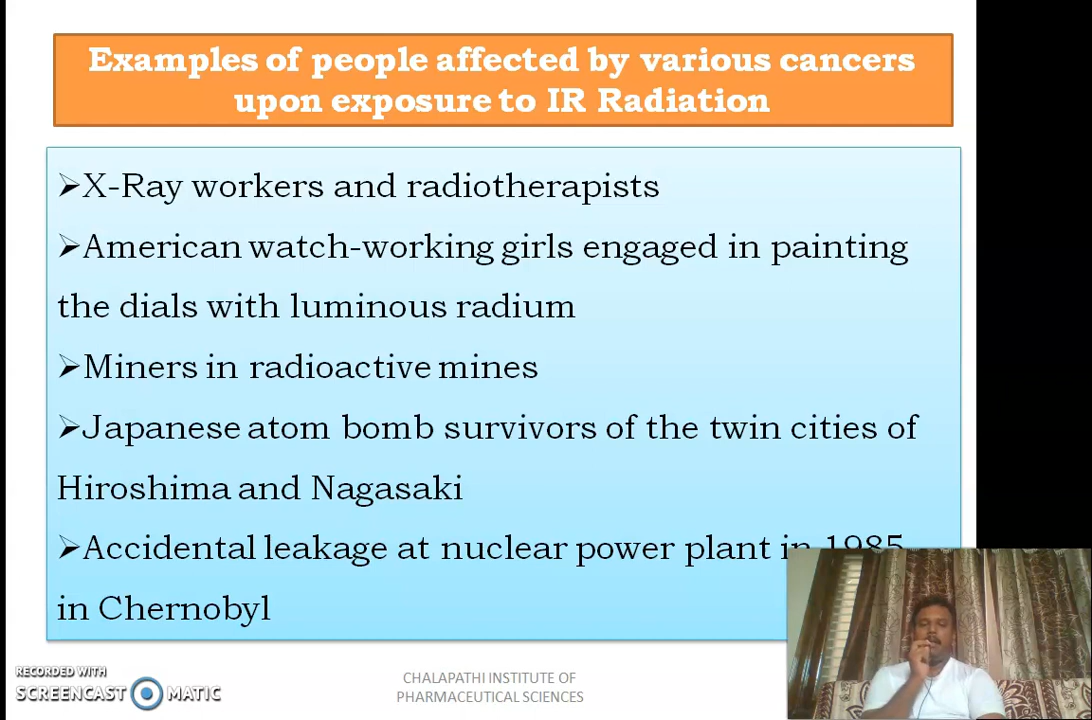 Examples of people affected by various cancers
upon exposure to IR Radiation
➢X-Ray workers and radiotherapists
➢American watch-working girls engaged in painting
the dials with luminous radium
➢Miners in radioactive mines
➢Japanese atom bomb survivors of the twin cities of
Hiroshima and Nagasaki
➢Accidental leakage at nuclear power plant in 1985
in Chernobyl
RECORDED WITH
SCREENCAST MATIC
CHALAPATHI INSTITUTE OF
PHARMACEUTICAL SCIENCES